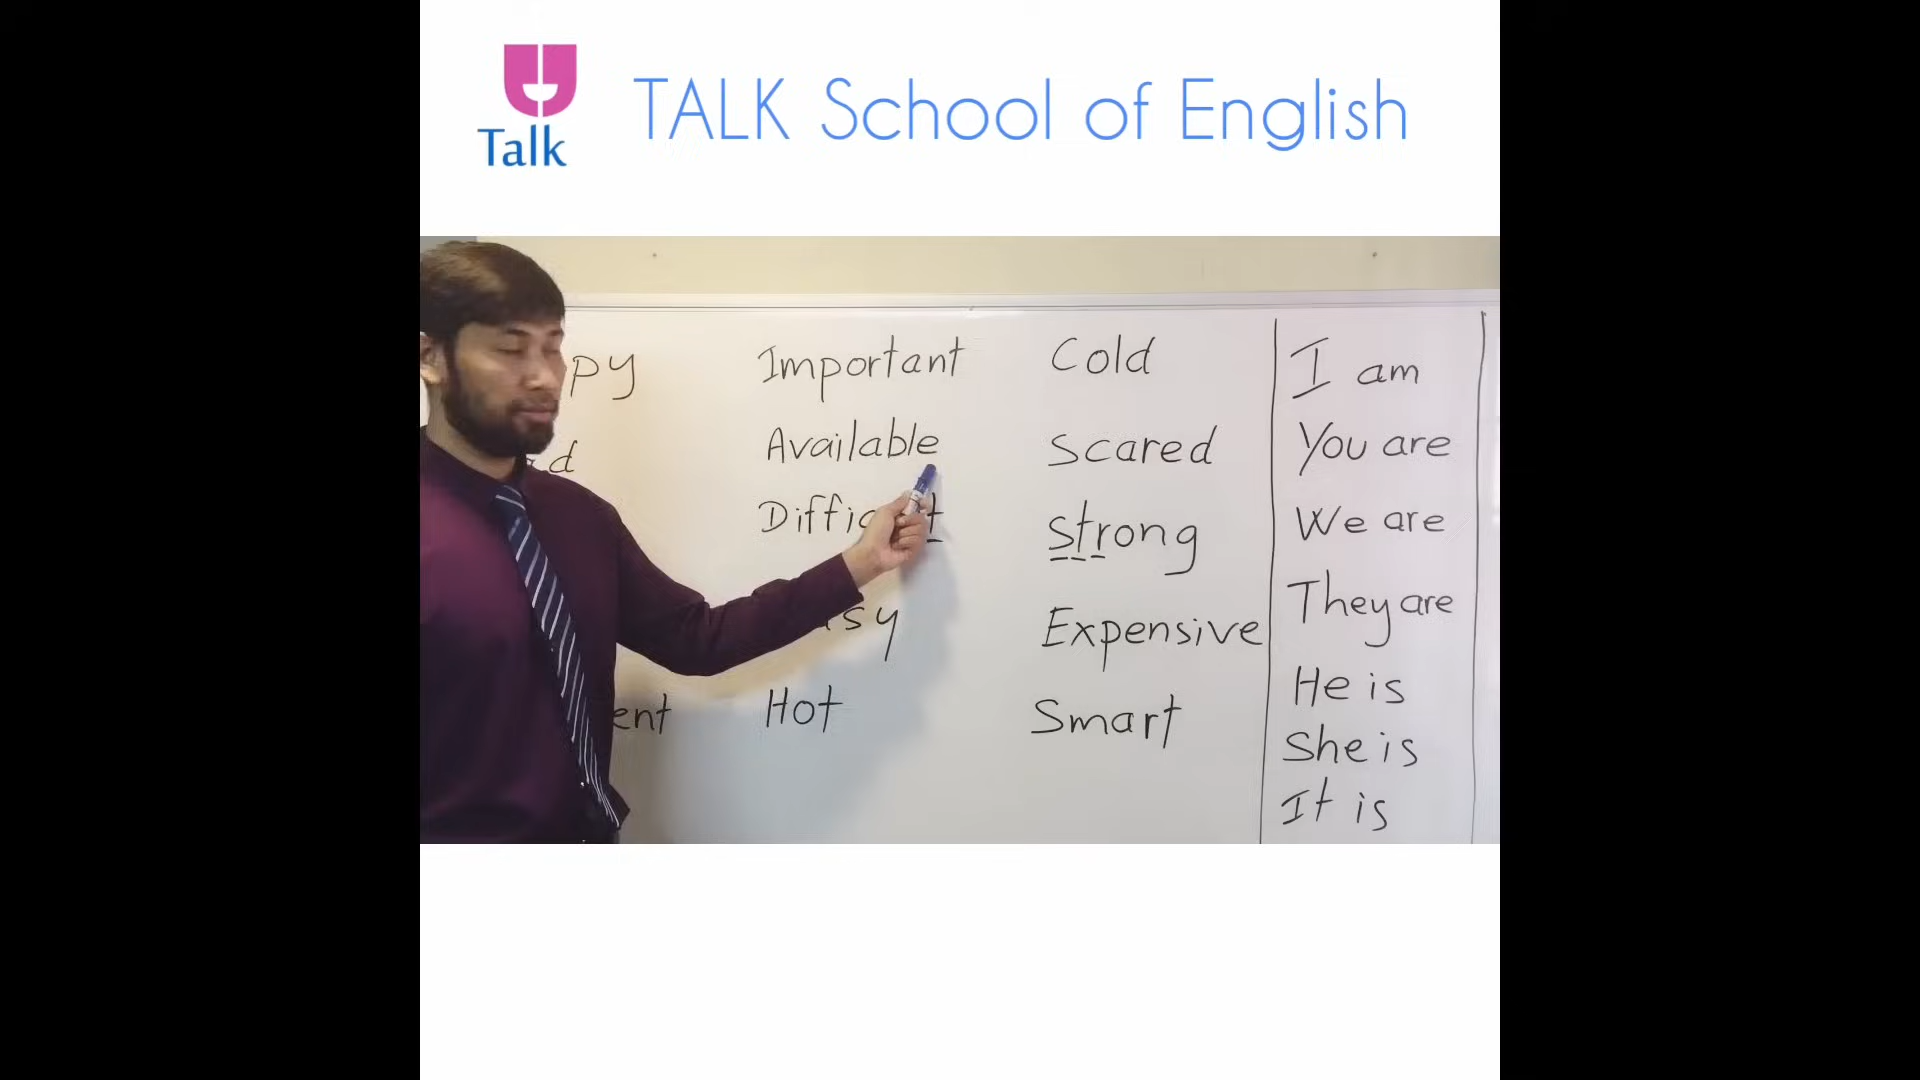 Talk
TALK School of English
Important
Available
Hot
Cold
Scared
Strong
Expensive
Smart
I am
You are
We are
They are
He is
She is
It is